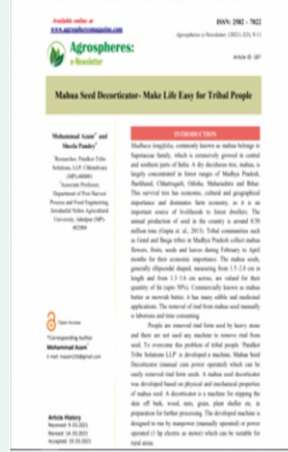 Available online at
www.agrospheresmagazine.com
ISSN: 2582 – 7022
Agrospheres e-Newsletter, (2021), 2(3), 9-11
Agrospheres:
e-Newsletter
Article ID: 187
Mahua Seed Decorticator- Make Life Easy for Tribal People
Mohammad Azam and
Sheela Pandey
Researcher, Patalkot Tribe
Solutions, LLP, Chhindwara
(MP)-480001
Associate Professor,
Department of Post Harvest
Process and Food Engineering,
Jawaharlal Nehru Agricultural
University, Jabalpur (MP)-
482004
Open Access
*Corresponding Author
Mohammad Azam
Article History
Received: 9.03.2021
Revised: 14.03.2021
Accepted: 18.03.2021
INTRODUCTION
Madhuca longifolia, commonly known as mahua belongs to
Sapotaceae family, which is extensively grown in central
and northern parts of India. A dry deciduous tree, mahua, is
largely concentrated in forest ranges of Madhya Pradesh,
Jharkhand, Chhattisgarh, Odisha, Maharashtra and Bihar.
This survival tree has economic, cultural and geographical
importance and dominates farm economy, as it is an
important source of livelihoods to forest dwellers. The
annual production of seed in the country is around 0.50
million tons (Gupta et. al., 2013). Tribal communities such
as Gond and Baiga tribes in Madhya Pradesh collect mahua
flowers, fruits, seeds and leaves during February to April
months for their economic importance. The mahua seeds,
generally ellipsoidal shaped, measuring from 1.5-2.8 cm in
length and from 1.3-1.6 cm across, are valued for their
quantity of fat (upto 50%). Commercially known as mahua
butter or mowrah butter, it has many edible and medicinal
applications. The removal of rind from mahua seed manually
is laborious and time consuming.
People are removed rind form seed by heavy stone
and there are not used any machine to remove rind from
seed. To overcome this problem of tribal people 'Patalkot
Tribe Solutions LLP' is developed a machine, Mahua Seed
Decorticator (manual cum power operated) which can be
easily removed rind form seeds. A mahua seed decorticator
was developed based on physical and mechanical properties
of mahua seed. A decorticator is a machine for stripping the
skin off bark, wood, nuts, grain, plant shelter etc. in
preparation for further processing. The developed machine is
designed to run by manpower (manually operated) or power
operated (1 hp electric as motor) which can be suitable for
rural areas.